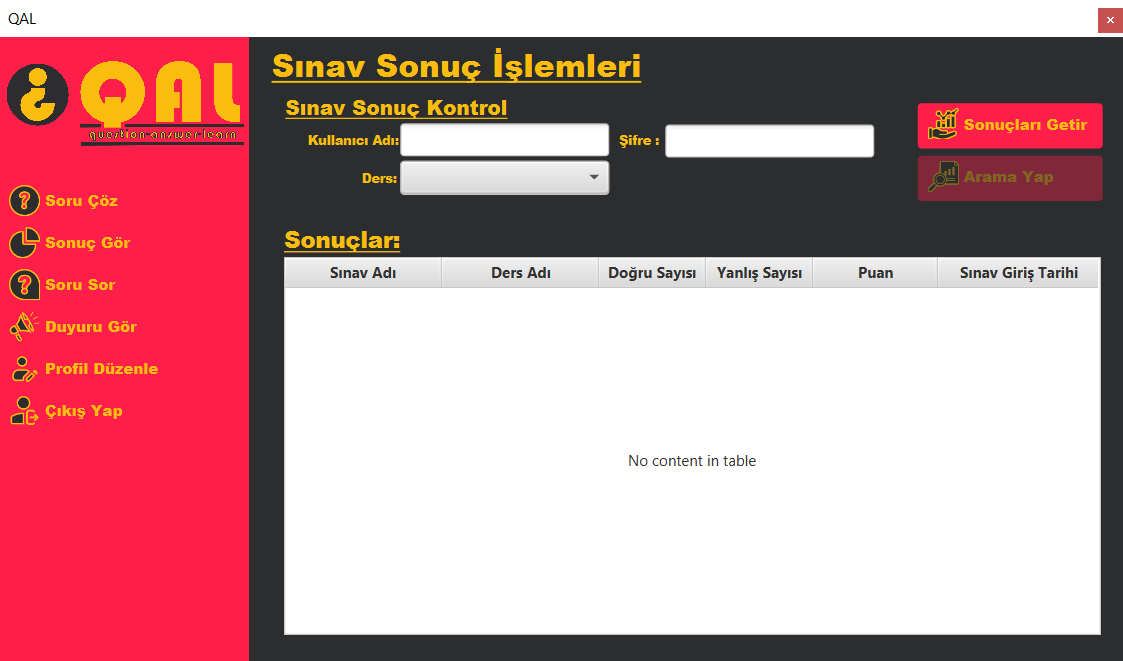 QAL
QAL
question-answer-learn
Soru Çöz
Sonuç Gör
Soru Sor
Duyuru Gör
Profil Düzenle
Çıkış Yap
Sınav Sonuç İşlemleri
Sınav Sonuç Kontrol
Kullanıcı Adı: Şifre :
Ders:
Sonuçları Getir
Arama Yap
Sonuçlar:
Sınav Adı Ders Adı Doğru Sayısı Yanlış Sayısı Puan Sınav Giriş Tarihi
No content in table